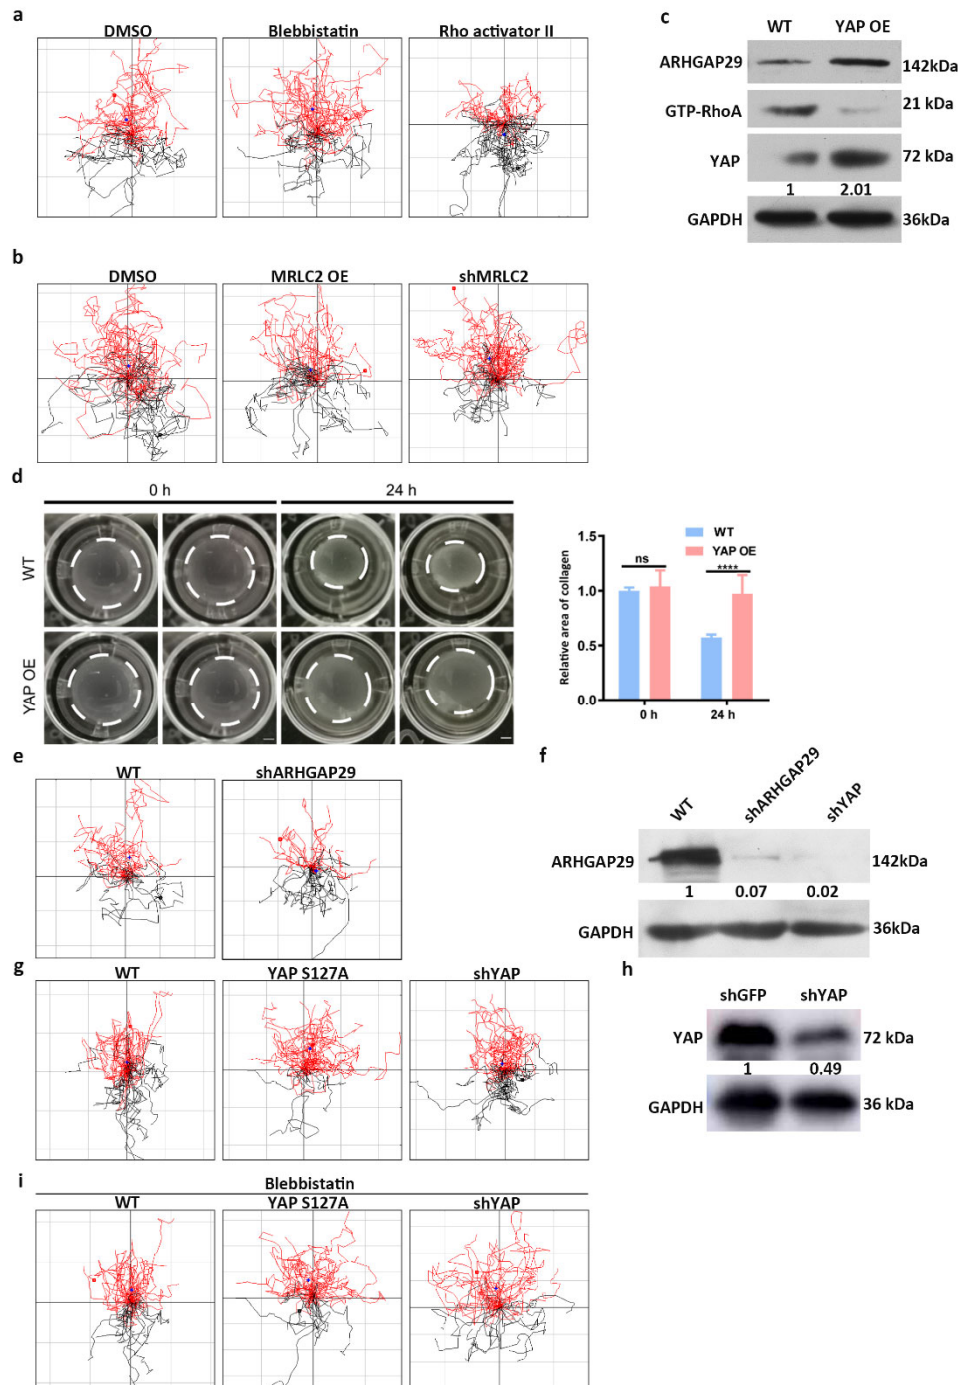 a
DMSO Blebbistatin Rho activator II
c
WT YAP OE
ARHGAP29 142kDa
GTP-RhoA 21 kDa
YAP 72 kDa
1 2.01
GAPDH 36kDa
b
DMSO MRLC2 OE shMRLC2
d
0 h 24 h
WT
YAP OE
WT
YAP OE
Relative area of collagen
1.5
1.0
0.5
0.0
ns
****
0 h 24 h
e
WT shARHGAP29
f
WT shARHGAP29 shYAP
ARHGAP29 142kDa
1 0.07 0.02
GAPDH 36kDa
g
WT YAP S127A shYAP
h
shGFP shYAP
YAP 72 kDa
1 0.49
GAPDH 36 kDa
i
Blebbistatin
WT YAP S127A shYAP